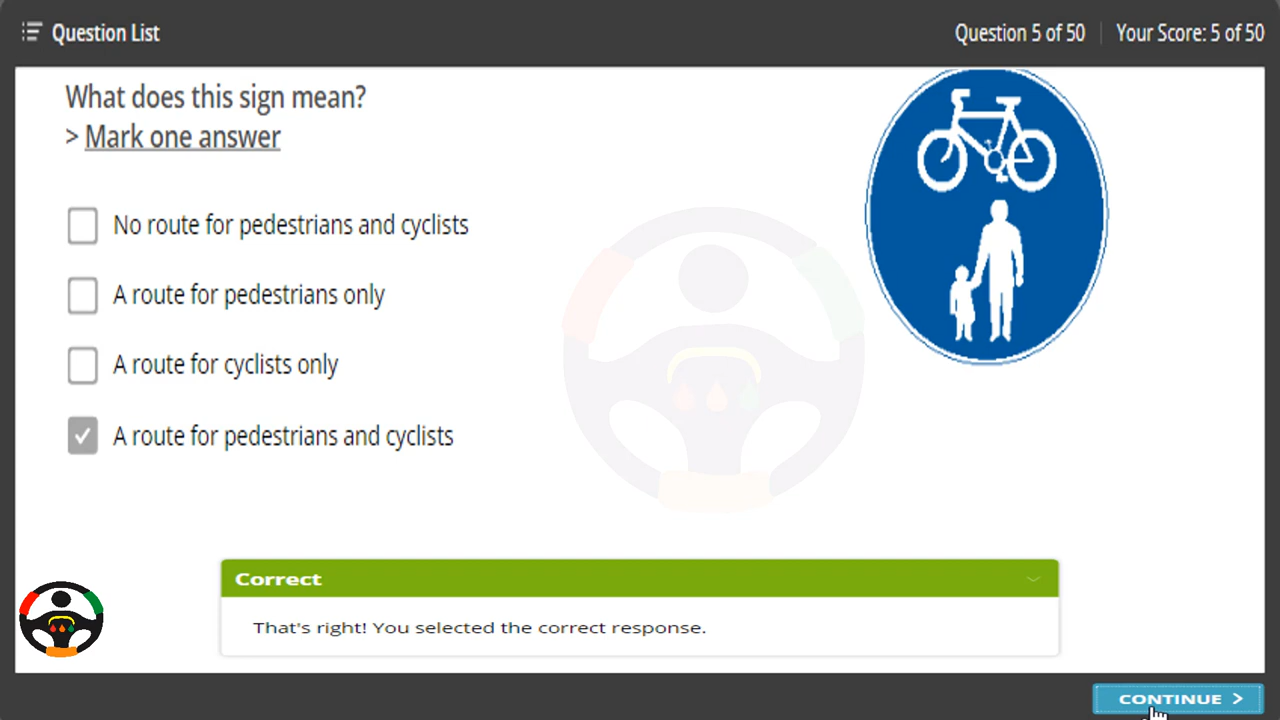 Question List
Question 5 of 50
Your Score: 5 of 50
What does this sign mean?
> Mark one answer
No route for pedestrians and cyclists
A route for pedestrians only
A route for cyclists only
A route for pedestrians and cyclists
Correct
That's right! You selected the correct response.
CONTINUE >